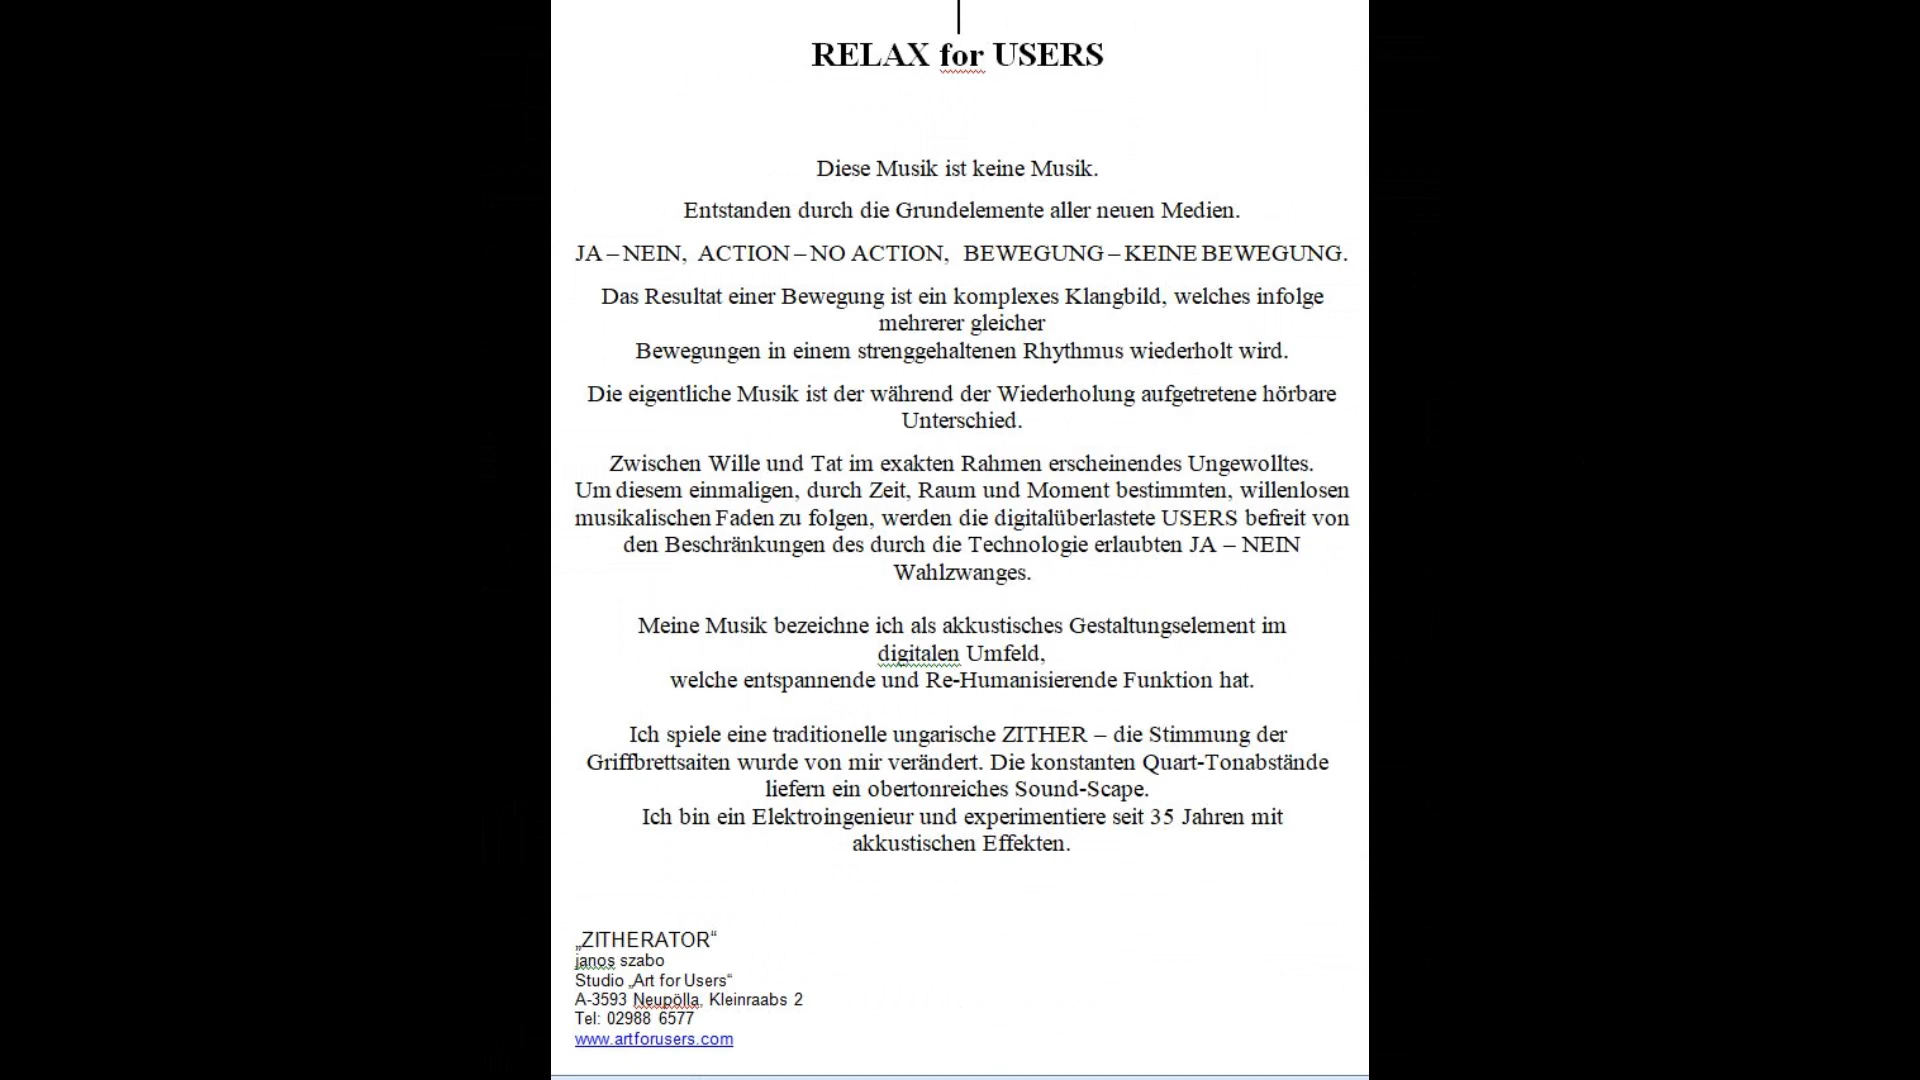 RELAX for USERS
Diese Musik ist keine Musik.
Entstanden durch die Grundelemente aller neuen Medien.
JA – NEIN, ACTION – NO ACTION, BEWEGUNG – KEINE BEWEGUNG.
Das Resultat einer Bewegung ist ein komplexes Klangbild, welches infolge
mehrerer gleicher
Bewegungen in einem strenggehaltenen Rhythmus wiederholt wird.
Die eigentliche Musik ist der während der Wiederholung aufgetretene hörbare
Unterschied.
Zwischen Wille und Tat im exakten Rahmen erscheinendes Ungewolltes.
Um diesem einmaligen, durch Zeit, Raum und Moment bestimmten, willenlosen
musikalischen Faden zu folgen, werden die digitalüberlastete USERS befreit von
den Beschränkungen des durch die Technologie erlaubten JA – NEIN
Wahlzwanges.
Meine Musik bezeichne ich als akkustisches Gestaltungselement im
digitalen Umfeld,
welche entspannende und Re-Humanisierende Funktion hat.
Ich spiele eine traditionelle ungarische ZITHER – die Stimmung der
Griffbrettsaiten wurde von mir verändert. Die konstanten Quart-Tonabstände
liefern ein obertonreiches Sound-Scape.
Ich bin ein Elektroingenieur und experimentiere seit 35 Jahren mit
akkustischen Effekten.
„ZITHERATOR“
janos szabo
Studio „Art for Users“
A-3593 Neupölla, Kleinraabs 2
Tel: 02988 6577
www.artforusers.com